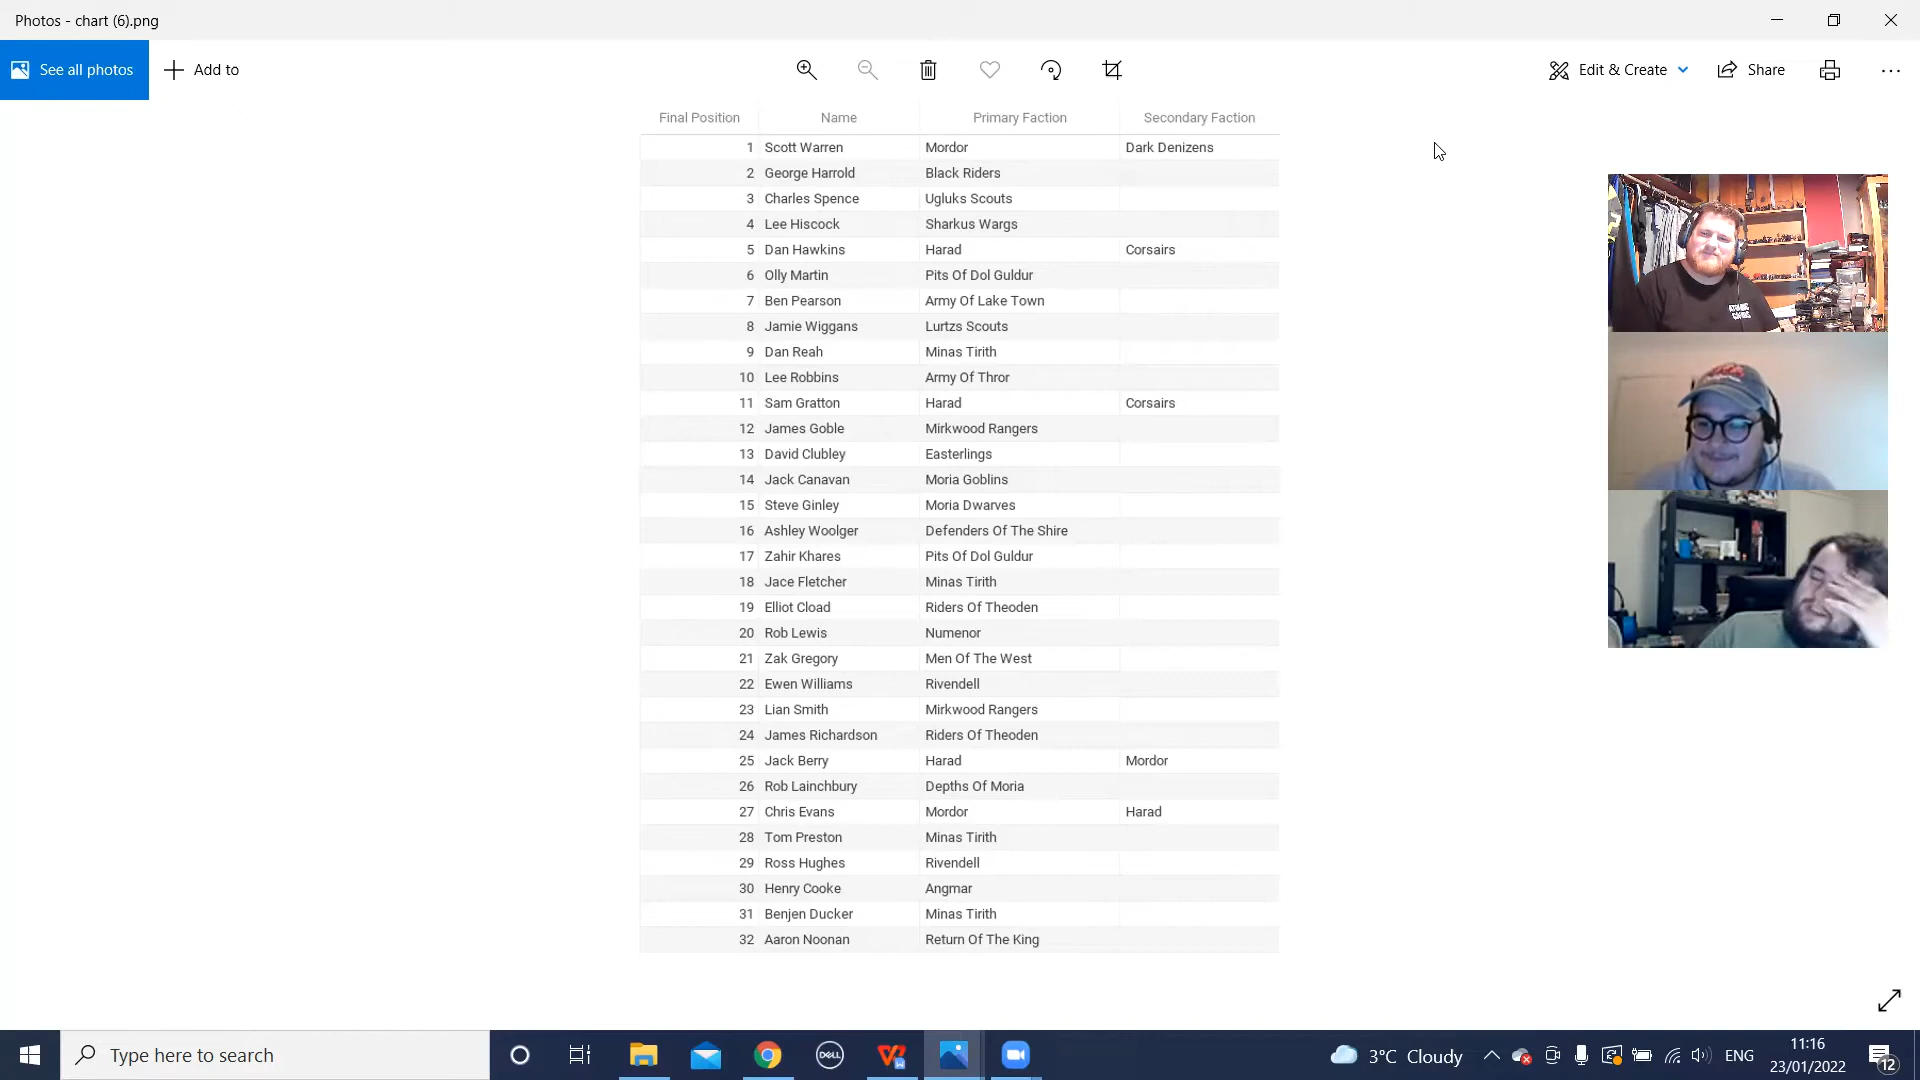 Photos - chart (6).png
See all photos
Add to
Edit & Create
Share
Final Position Name Primary Faction Secondary Faction
1 Scott Warren Mordor Dark Denizens
2 George Harrold Black Riders
3 Charles Spence Ugluks Scouts
4 Lee Hiscock Sharkus Wargs
5 Dan Hawkins Harad Corsairs
6 Olly Martin Pits Of Dol Guldur
7 Ben Pearson Army Of Lake Town
8 Jamie Wiggans Lurtzs Scouts
9 Dan Reah Minas Tirith
10 Lee Robbins Army Of Thror
11 Sam Gratton Harad Corsairs
12 James Goble Mirkwood Rangers
13 David Clubley Easterlings
14 Jack Canavan Moria Goblins
15 Steve Ginley Moria Dwarves
16 Ashley Woolger Defenders Of The Shire
17 Zahir Khares Pits Of Dol Guldur
18 Jace Fletcher Minas Tirith
19 Elliot Cload Riders Of Theoden
20 Rob Lewis Numenor
21 Zak Gregory Men Of The West
22 Ewen Williams Rivendell
23 Lian Smith Mirkwood Rangers
24 James Richardson Riders Of Theoden
25 Jack Berry Harad Mordor
26 Rob Lainchbury Depths Of Moria
27 Chris Evans Mordor Harad
28 Tom Preston Minas Tirith
29 Ross Hughes Rivendell
30 Henry Cooke Angmar
31 Benjen Ducker Minas Tirith
32 Aaron Noonan Return Of The King
Type here to search
DELL
3°C Cloudy
ENG
11:16
23/01/2022
12